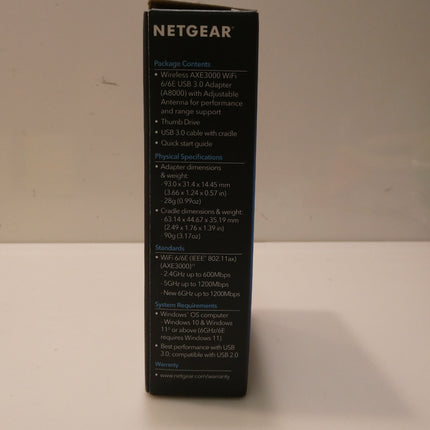 NETGEAR
Package Contents
• Wireless AXE3000 WiFi
6/6E USB 3.0 Adapter
(A8000) with Adjustable
Antenna for performance
and range support
• Thumb Drive
• USB 3.0 cable with cradle
• Quick start guide
Physical Specifications
• Adapter dimensions
& weight:
- 93.0 x 31.4 x 14.45 mm
(3.66 x 1.24 x 0.57 in)
- 28g (0.99oz)
• Cradle dimensions & weight:
- 63.14 x 44.67 x 35.19 mm
(2.49 x 1.76 x 1.39 in)
- 90g (3.17oz)
Standards
• WiFi 6/6E (IEEE® 802.11ax)
(AXE3000)†
- 2.4GHz up to 600Mbps
- 5GHz up to 1200Mbps
- New 6GHz up to 1200Mbps
System Requirements
• Windows® OS computer
- Windows 10 & Windows
11² or above (6GHz/6E
requires Windows 11)
• Best performance with USB
3.0; compatible with USB 2.0
Warranty
• www.netgear.com/warranty